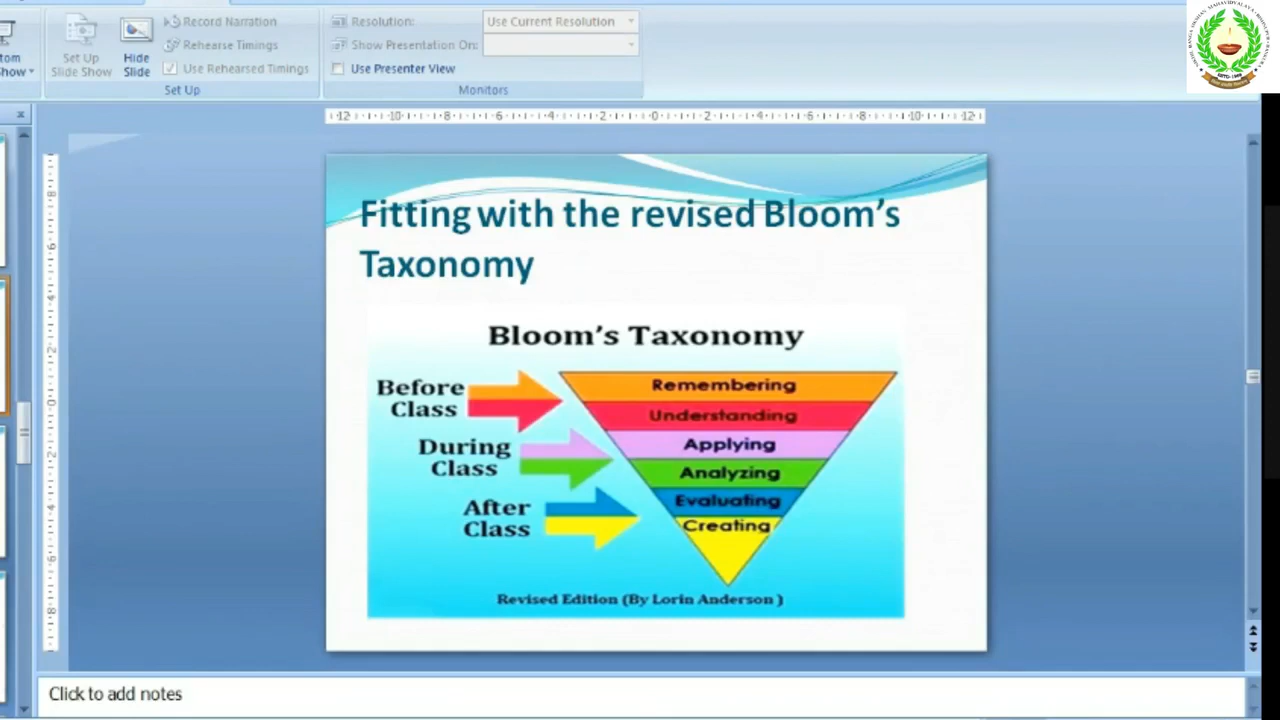 Record Narration
Resolution:
Use Current Resolution
tom
Show
Set Up
Slide Show
Hide
Slide
Rehearse Timings
Show Presentation On:
Use Rehearsed Timings
Use Presenter View
Set Up
Monitors
Fitting with the revised Bloom's
Taxonomy
Bloom's Taxonomy
Before
Class
Remembering
Understanding
During
Class
Applying
Analyzing
After
Class
Evaluating
Creating
Revised Edition (By Lorin Anderson )
Click to add notes